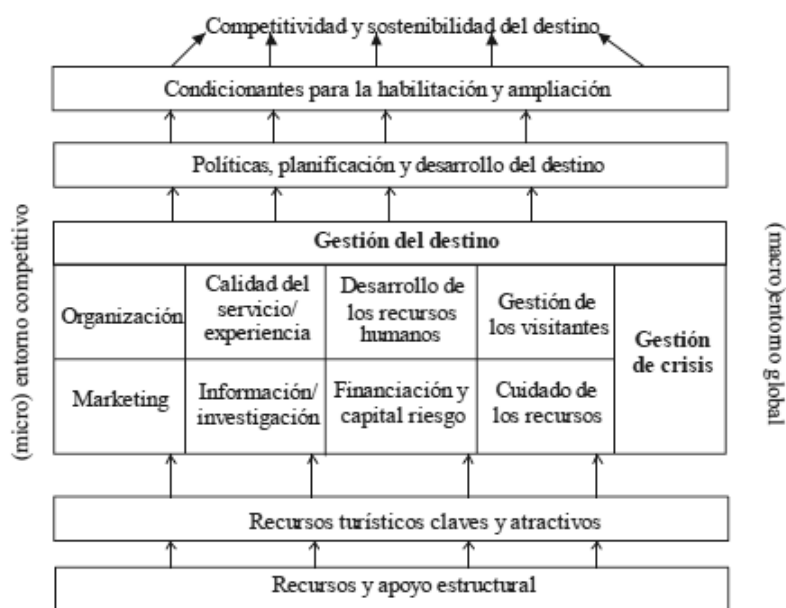 Competitividad y sostenibilidad del destino
Condicionantes para la habilitación y ampliación
Políticas, planificación y desarrollo del destino
(micro) entorno competitivo
Gestión del destino
Organización
Calidad del
servicio/
experiencia
Desarrollo de
los recursos
humanos
Gestión de
los visitantes
Gestión
de crisis
Marketing
Información/
investigación
Financiación y
capital riesgo
Cuidado de
los recursos
(macro)entorno global
Recursos turísticos claves y atractivos
Recursos y apoyo estructural